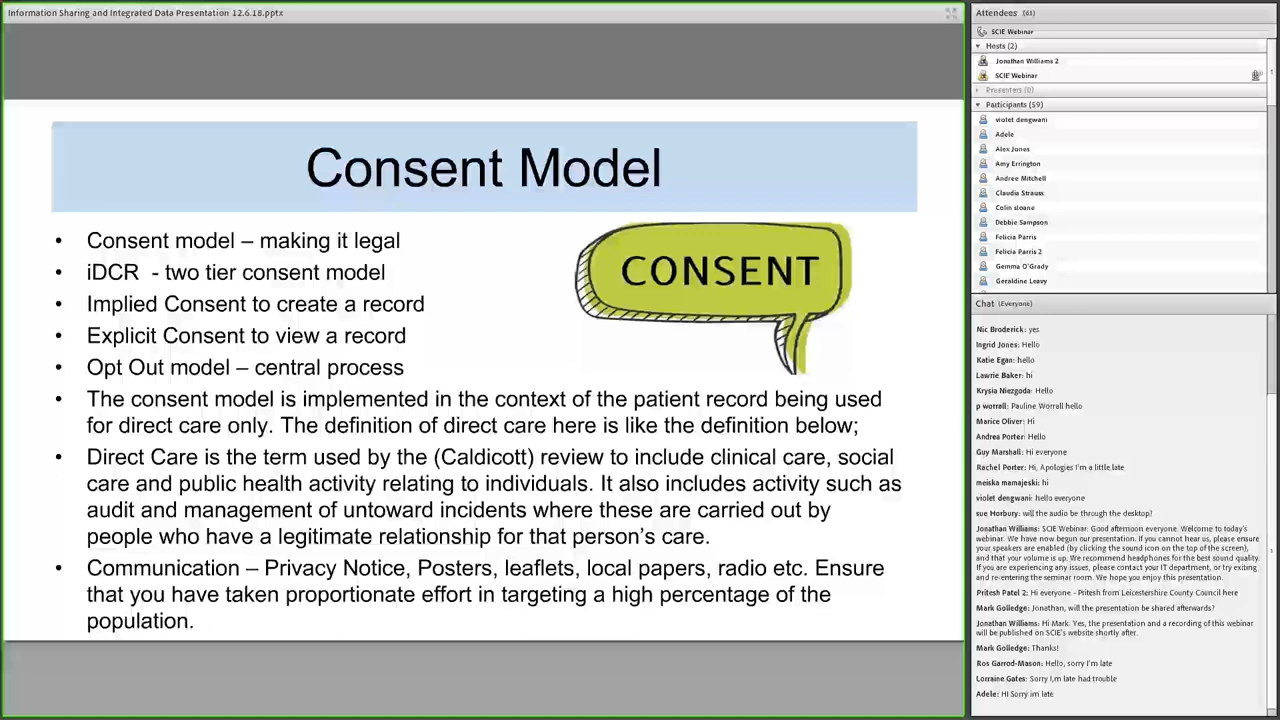 Information Sharing and Integrated Data Presentation 12.6.18.pptx
Consent Model
• Consent model – making it legal
• iDCR - two tier consent model
• Implied Consent to create a record
• Explicit Consent to view a record
• Opt Out model – central process
CONSENT
• The consent model is implemented in the context of the patient record being used
for direct care only. The definition of direct care here is like the definition below;
• Direct Care is the term used by the (Caldicott) review to include clinical care, social
care and public health activity relating to individuals. It also includes activity such as
audit and management of untoward incidents where these are carried out by
people who have a legitimate relationship for that person's care.
• Communication – Privacy Notice, Posters, leaflets, local papers, radio etc. Ensure
that you have taken proportionate effort in targeting a high percentage of the
population.
Attendees (61)
SCIE Webinar
Hosts (2)
Jonathan Williams 2
SCIE Webinar
Presenters (0)
Participants (59)
violet dengwani
Adele
Alex Jones
Amy Errington
Andree Mitchell
Claudia Strauss
Colin sloane
Debbie Sampson
Felicia Parris
Felicia Parris 2
Gemma O'Grady
Geraldine Leavy
Chat (Everyone)
Nic Broderick: yes
Ingrid Jones: Hello
Katie Egan: hello
Lawrie Baker: hi
Krysia Niezgoda: Hello
p worrall: Pauline Worrall hello
Marice Oliver: Hi
Andrea Porter: Hello
Guy Marshall: Hi everyone
Rachel Porter: Hi, Apologies I'm a little late
meiska mamajeski: hi
violet dengwani: hello everyone
sue Horbury: will the audio be through the desktop?
Jonathan Williams: SCIE Webinar: Good afternoon everyone. Welcome to today's
webinar. We have now begun our presentation. If you cannot hear us, please ensure
your speakers are enabled (by clicking the sound icon on the top of the screen),
and that your volume is up. We recommend headphones for the best sound quality.
If you are experiencing any issues, please contact your IT department, or try exiting
and re-entering the seminar room. We hope you enjoy this presentation.
Pritesh Patel 2: Hi everyone - Pritesh from Leicestershire County Council here
Mark Golledge: Jonathan, will the presentation be shared afterwards?
Jonathan Williams: Hi Mark. Yes, the presentation and a recording of this webinar
will be published on SCIE's website shortly after.
Mark Golledge: Thanks!
Ros Garrod-Mason: Hello, sorry I'm late
Lorraine Gates: Sorry I,m late had trouble
Adele: HI Sorry im late